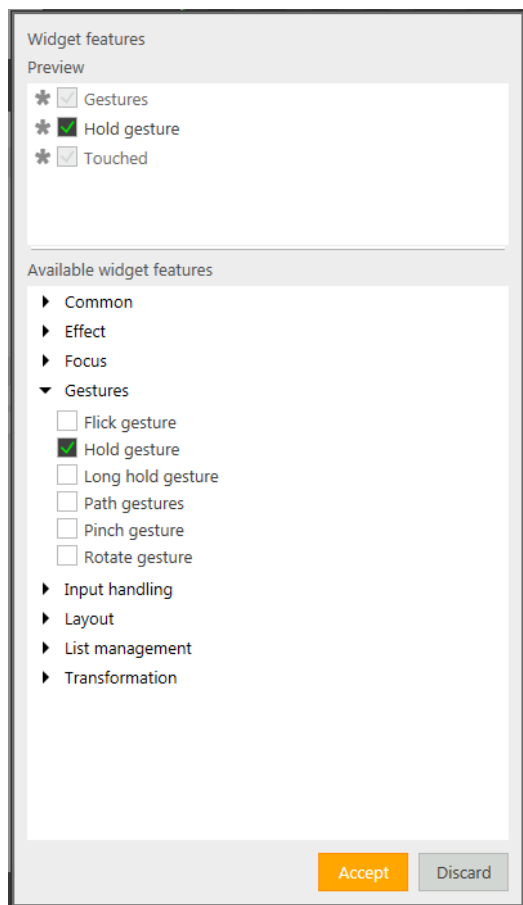 Widget features
Preview
Gestures
Hold gesture
Touched
Available widget features
Common
Effect
Focus
Gestures
Flick gesture
Hold gesture
Long hold gesture
Path gestures
Pinch gesture
Rotate gesture
Input handling
Layout
List management
Transformation
Accept Discard